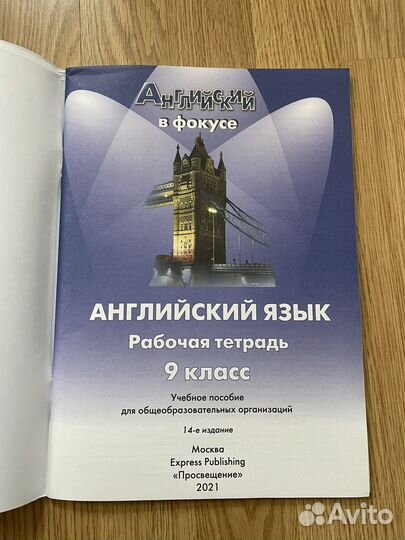 Английский
в фокусе
АНГЛИЙСКИЙ ЯЗЫК
Рабочая тетрадь
9 класс
Учебное пособие
для общеобразовательных организаций
14-е издание
Москва
Express Publishing
«Просвещение»
2021
Avito